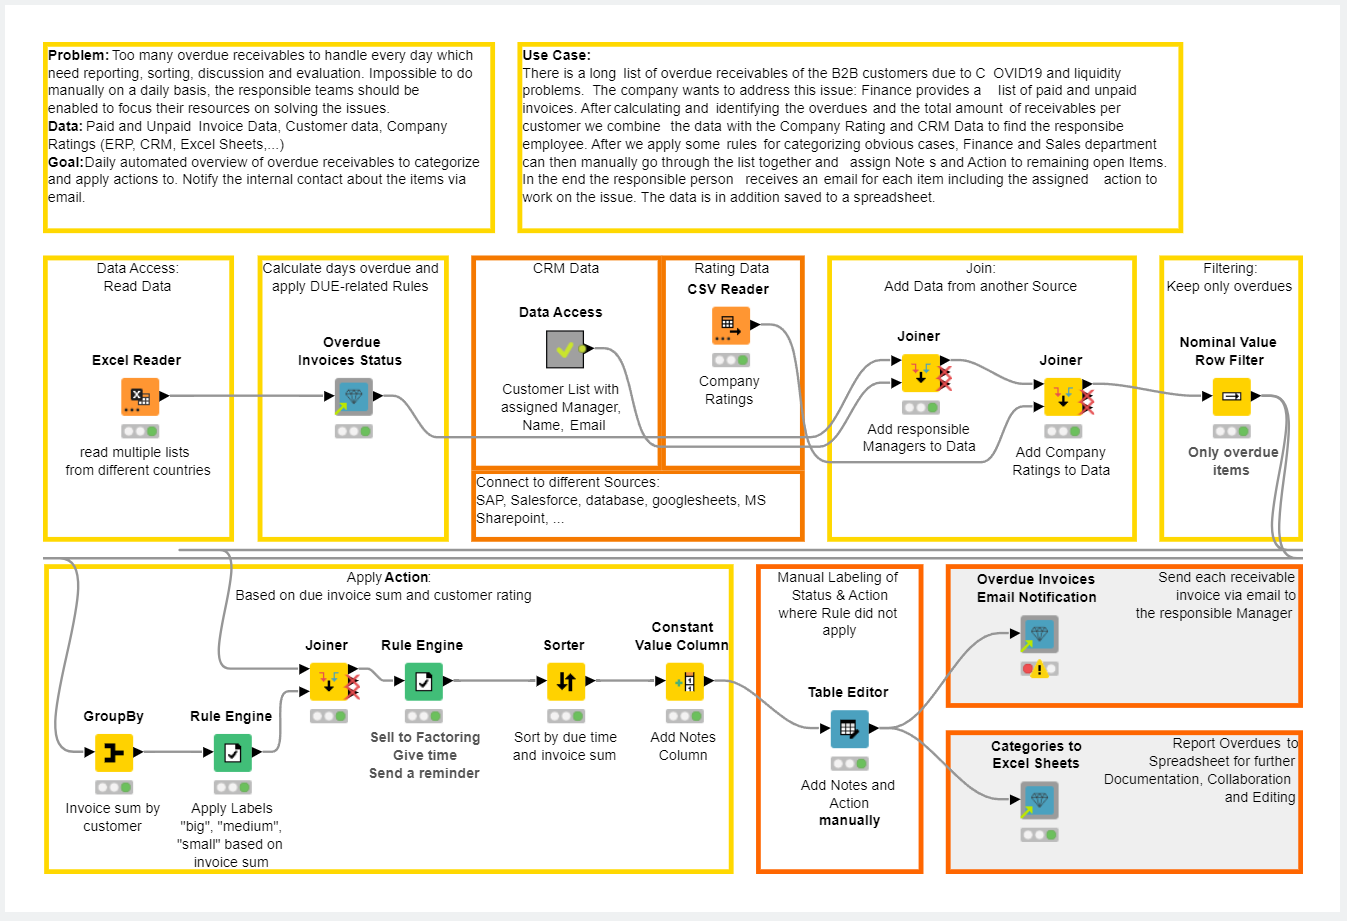 Problem: Too many overdue receivables to handle every day which
need reporting, sorting, discussion and evaluation. Impossible to do
manually on a daily basis, the responsible teams should be
enabled to focus their resources on solving the issues.
Data: Paid and Unpaid Invoice Data, Customer data, Company
Ratings (ERP, CRM, Excel Sheets,...)
Goal:Daily automated overview of overdue receivables to categorize
and apply actions to. Notify the internal contact about the items via
email.
Use Case:
There is a long list of overdue receivables of the B2B customers due to C OVID19 and liquidity
problems. The company wants to address this issue: Finance provides a list of paid and unpaid
invoices. After calculating and identifying the overdues and the total amount of receivables per
customer we combine the data with the Company Rating and CRM Data to find the responsibe
employee. After we apply some rules for categorizing obvious cases, Finance and Sales department
can then manually go through the list together and assign Note s and Action to remaining open Items.
In the end the responsible person receives an email for each item including the assigned action to
work on the issue. The data is in addition saved to a spreadsheet.
Data Access:
Read Data
Excel Reader
read multiple lists
from different countries
Calculate days overdue and
apply DUE-related Rules
Overdue
Invoices Status
CRM Data
Data Access
Customer List with
assigned Manager,
Name, Email
Rating Data
CSV Reader
Company
Ratings
Connect to different Sources:
SAP, Salesforce, database, googlesheets, MS
Sharepoint, ...
Join:
Add Data from another Source
Joiner
Add responsible
Managers to Data
Joiner
Add Company
Ratings to Data
Filtering:
Keep only overdues
Nominal Value
Row Filter
Only overdue
items
Apply Action:
Based on due invoice sum and customer rating
GroupBy
Invoice sum by
customer
Rule Engine
Apply Labels
"big", "medium",
"small" based on
invoice sum
Joiner
Rule Engine
Sell to Factoring
Give time
Send a reminder
Sorter
Sort by due time
and invoice sum
Constant
Value Column
Add Notes
Column
Manual Labeling of
Status & Action
where Rule did not
apply
Table Editor
Add Notes and
Action
manually
Overdue Invoices
Email Notification
Send each receivable
invoice via email to
the responsible Manager
Categories to
Excel Sheets
Report Overdues to
Spreadsheet for further
Documentation, Collaboration
and Editing